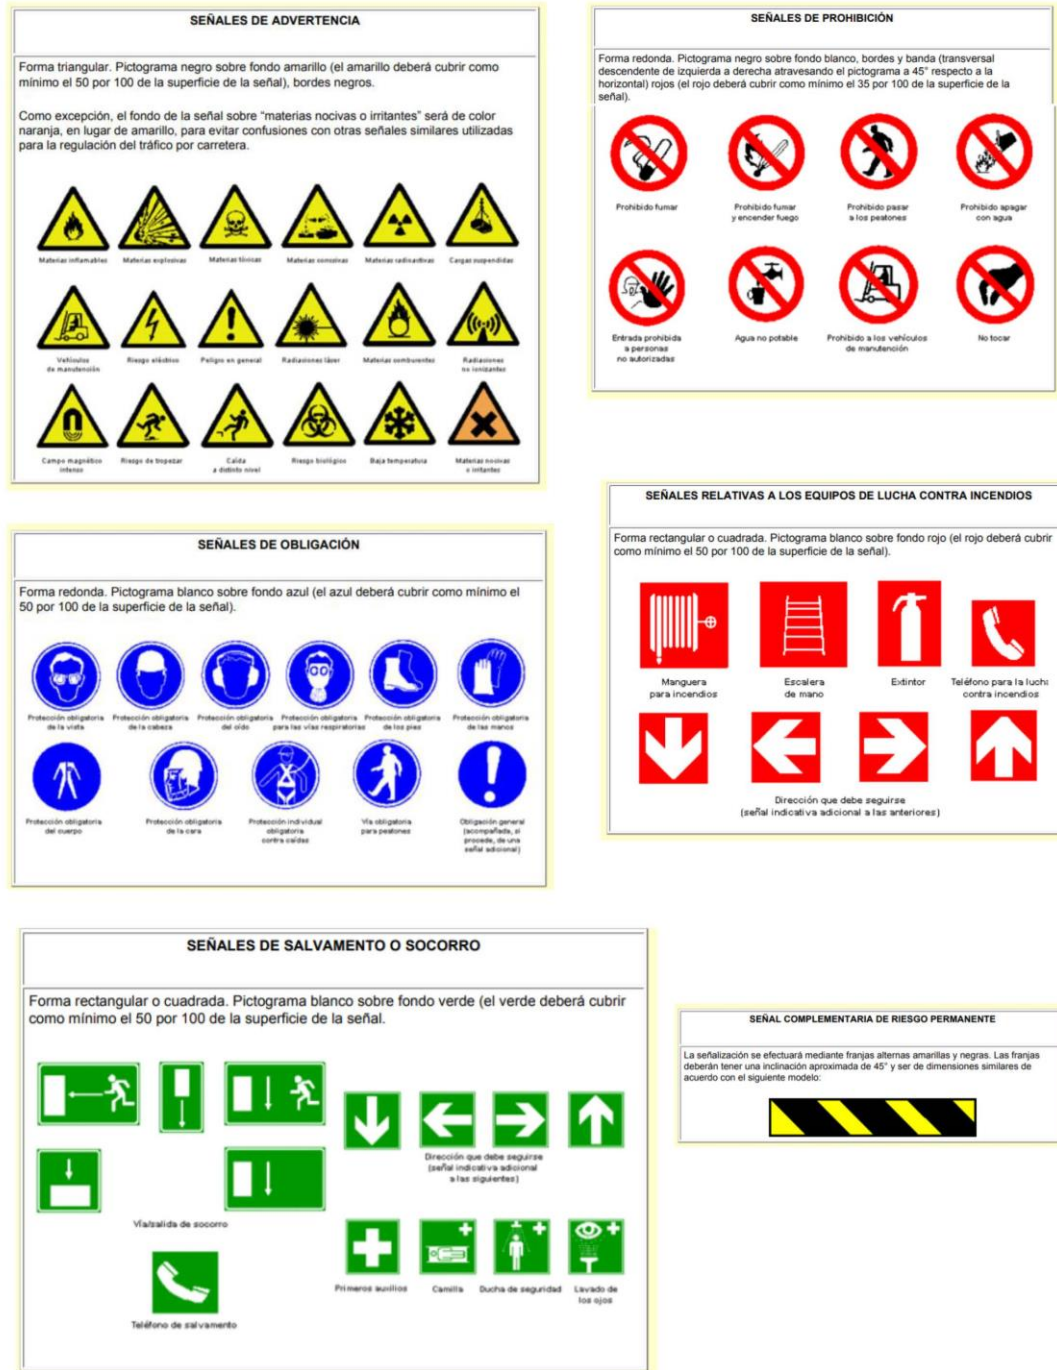 SEÑALES DE ADVERTENCIA
Forma triangular. Pictograma negro sobre fondo amarillo (el amarillo deberá cubrir como
mínimo el 50 por 100 de la superficie de la señal), bordes negros.
Como excepción, el fondo de la señal sobre “materias nocivas o irritantes” será de color
naranja, en lugar de amarillo, para evitar confusiones con otras señales similares utilizadas
para la regulación del tráfico por carretera.
Materias inflamables Materias explosivas Materias tóxicas Materias corrosivas Materias radioactivas Cargas suspendidas
Vehículos
de manutención
Riesgo eléctrico
Peligro en general
Radiaciones láser
Materias comburentes
Radiaciones
no ionizantes
Campo magnético
intenso
Riesgo de tropezar
Caída
a distinto nivel
Riesgo biológico
Baja temperatura
Materias nocivas
o irritantes
SEÑALES DE PROHIBICIÓN
Forma redonda. Pictograma negro sobre fondo blanco, bordes y banda (transversal
descendente de izquierda a derecha atravesando el pictograma a 45° respecto a la
horizontal) rojos (el rojo deberá cubrir como mínimo el 35 por 100 de la superficie de la
señal).
Prohibido fumar
Prohibido fumar
y encender fuego
Prohibido pasar
a los peatones
Prohibido apagar
con agua
Entrada prohibida
a personas
no autorizadas
Agua no potable
Prohibido a los vehículos
de manutención
No tocar
SEÑALES DE OBLIGACIÓN
Forma redonda. Pictograma blanco sobre fondo azul (el azul deberá cubrir como mínimo el
50 por 100 de la superficie de la señal).
Protección obligatoria
de la vista
Protección obligatoria
de la cabeza
Protección obligatoria
del oído
Protección obligatoria
para las vías respiratorias
Protección obligatoria
de los pies
Protección obligatoria
de las manos
Protección obligatoria
del cuerpo
Protección obligatoria
de la cara
Protección individual
obligatoria
contra caídas
Vía obligatoria
para peatones
Obligación general
(acompañada, si
procede, de una
señal adicional)
SEÑALES RELATIVAS A LOS EQUIPOS DE LUCHA CONTRA INCENDIOS
Forma rectangular o cuadrada. Pictograma blanco sobre fondo rojo (el rojo deberá cubrir
como mínimo el 50 por 100 de la superficie de la señal).
Manguera
para incendios
Escalera
de mano
Extintor
Teléfono para la lucha
contra incendios
Dirección que debe seguirse
(señal indicativa adicional a las anteriores)
SEÑALES DE SALVAMENTO O SOCORRO
Forma rectangular o cuadrada. Pictograma blanco sobre fondo verde (el verde deberá cubrir
como mínimo el 50 por 100 de la superficie de la señal.
Vía/salida de socorro
Teléfono de salvamento
Dirección que debe seguirse
(señal indicativa adicional
a las siguientes)
Primeros auxilios
Camilla
Ducha de seguridad
Lavado de
los ojos
SEÑAL COMPLEMENTARIA DE RIESGO PERMANENTE
La señalización se efectuará mediante franjas alternas amarillas y negras. Las franjas
deberán tener una inclinación aproximada de 45° y ser de dimensiones similares de
acuerdo con el siguiente modelo: